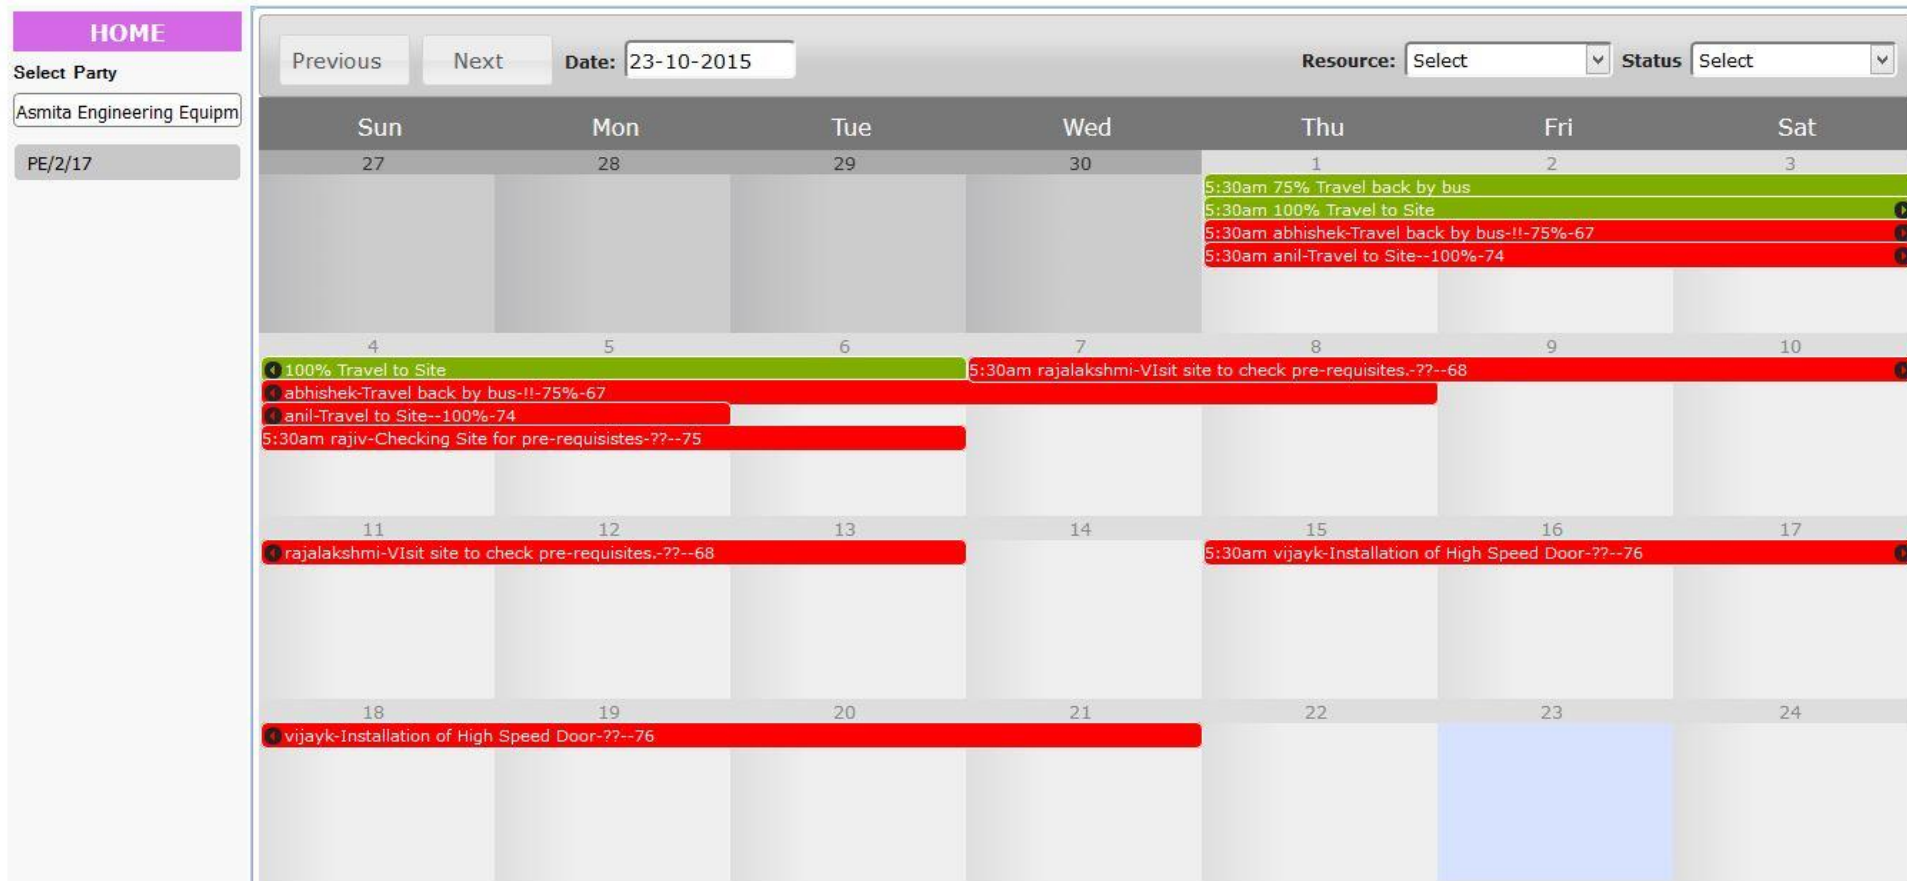 HOME
Select Party
Asmita Engineering Equipm
PE/2/17
Previous Next Date: 23-10-2015 Resource: Select Status Select
Sun Mon Tue Wed Thu Fri Sat
27 28 29 30 1 2 3
5:30am 75% Travel back by bus
5:30am 100% Travel to Site
5:30am abhishek-Travel back by bus-!!-75%-67
5:30am anil-Travel to Site--100%-74
4 5 6 7 8 9 10
100% Travel to Site 5:30am rajalakshmi-VIsit site to check pre-requisites.-??--68
abhishek-Travel back by bus-!!-75%-67
anil-Travel to Site--100%-74
5:30am rajiv-Checking Site for pre-requisistes-??--75
11 12 13 14 15 16 17
rajalakshmi-VIsit site to check pre-requisites.-??--68 5:30am vijayk-Installation of High Speed Door-??--76
18 19 20 21 22 23 24
vijayk-Installation of High Speed Door-??--76